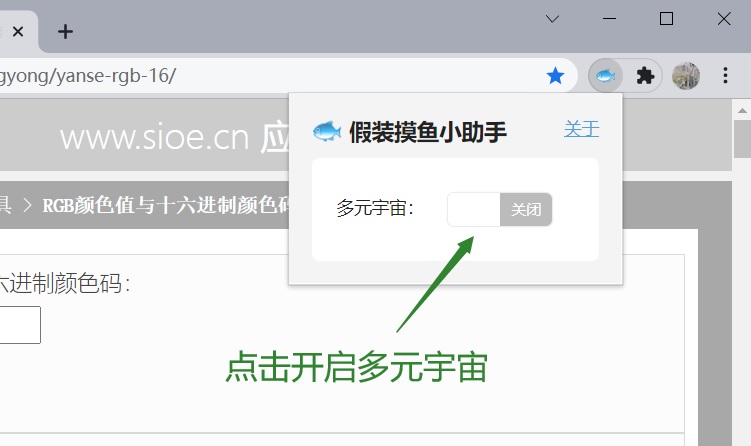 gyong/yanse-rgb-16/
www.sioe.cn 应
假装摸鱼小助手
关于
具 > RGB颜色值与十六进制颜色码
多元宇宙：
关闭
六进制颜色码：
点击开启多元宇宙